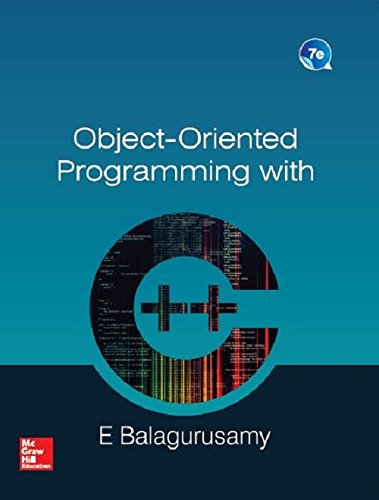 7e
Object-Oriented
Programming with
C++
E Balagurusamy
Mc
Graw
Hill
Education